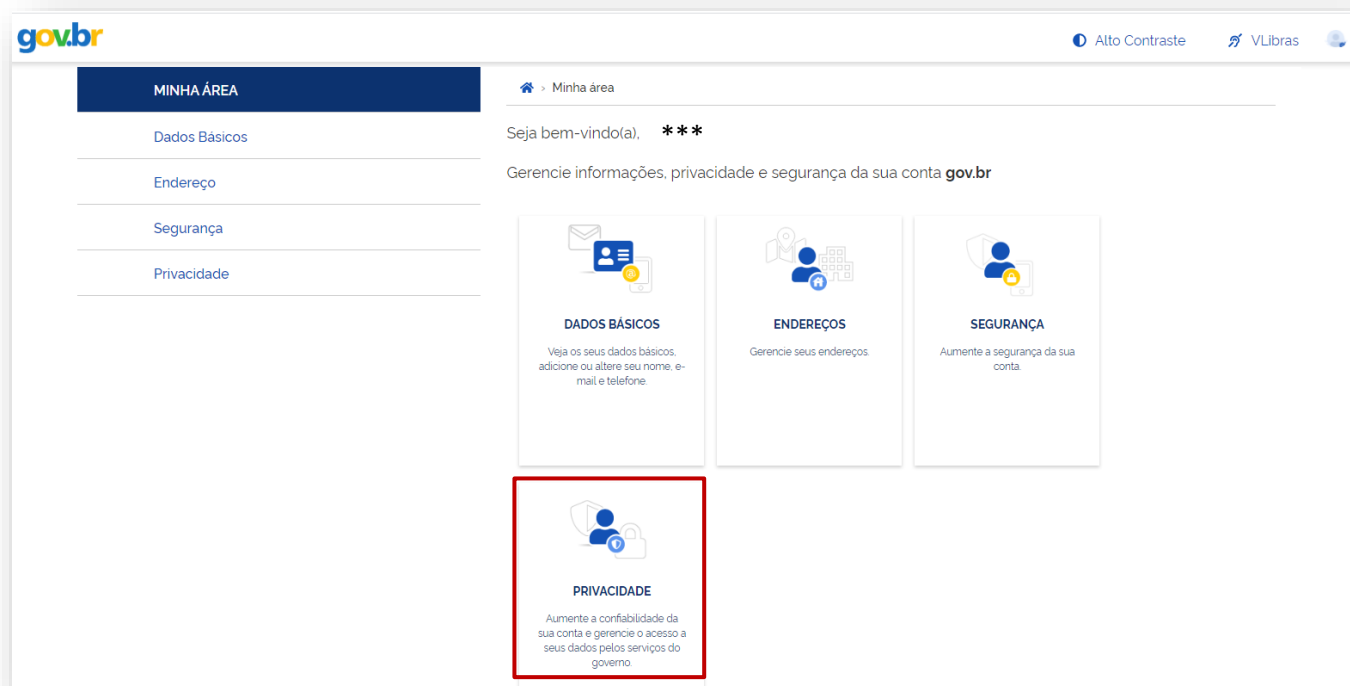 gov.br
Alto Contraste
VLibras
MINHA ÁREA
Dados Básicos
Endereço
Segurança
Privacidade
Minha área
Seja bem-vindo(a), ***
Gerencie informações, privacidade e segurança da sua conta gov.br
DADOS BÁSICOS
Veja os seus dados básicos,
adicione ou altere seu nome, e-
mail e telefone.
ENDEREÇOS
Gerencie seus endereços.
SEGURANÇA
Aumente a segurança da sua
conta.
PRIVACIDADE
Aumente a confiabilidade da
sua conta e gerencie o acesso a
seus dados pelos serviços do
governo.